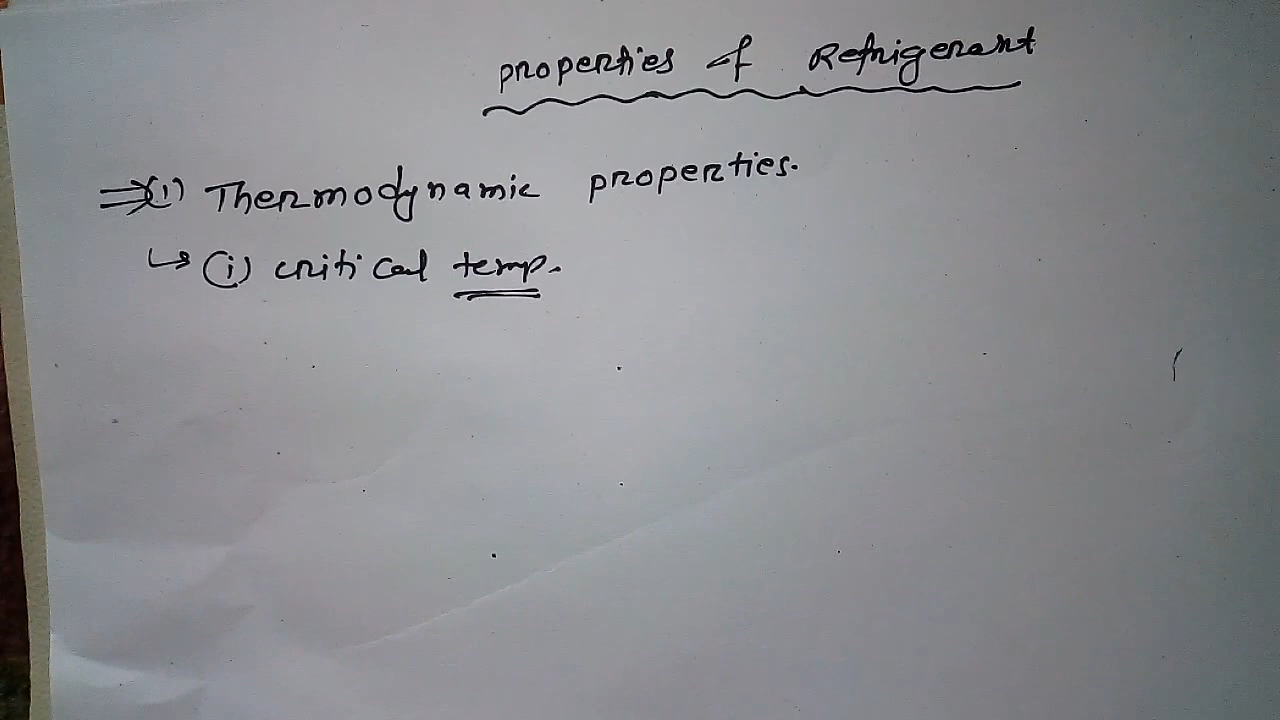 properties of Refrigerant
⇒ (1) Thermodynamic properties.
↳ (i) critical temp.